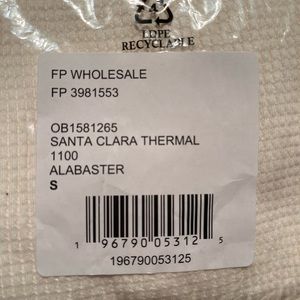 LDPE
RECYCLABLE
FP WHOLESALE
FP 3981553
OB1581265
SANTA CLARA THERMAL
1100
ALABASTER
S
1 96790 05312 5
196790053125